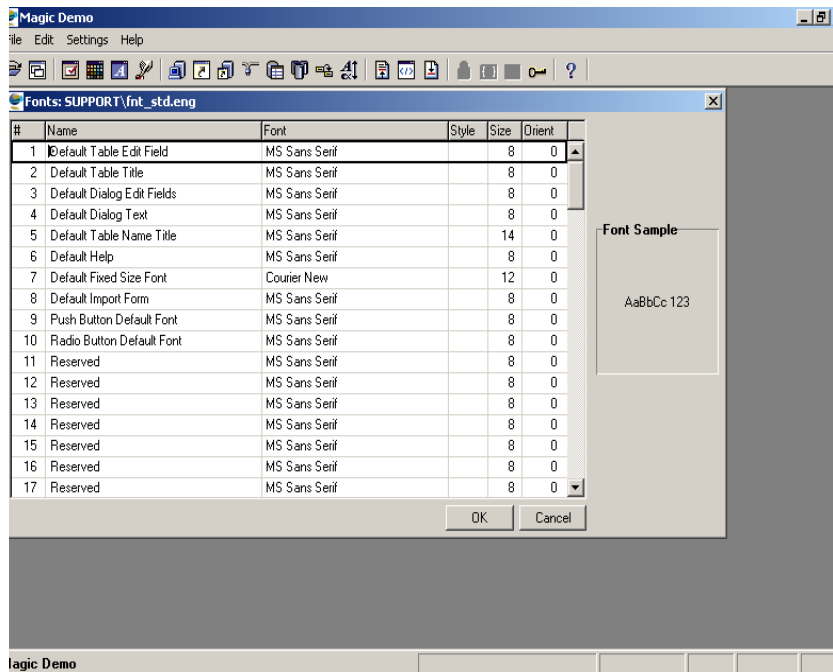 Magic Demo
File Edit Settings Help
?
Fonts: SUPPORT\fnt_std.eng
# Name Font Style Size Orient
1 Default Table Edit Field MS Sans Serif 8 0
2 Default Table Title MS Sans Serif 8 0
3 Default Dialog Edit Fields MS Sans Serif 8 0
4 Default Dialog Text MS Sans Serif 8 0
5 Default Table Name Title MS Sans Serif 14 0
6 Default Help MS Sans Serif 8 0
7 Default Fixed Size Font Courier New 12 0
8 Default Import Form MS Sans Serif 8 0
9 Push Button Default Font MS Sans Serif 8 0
10 Radio Button Default Font MS Sans Serif 8 0
11 Reserved MS Sans Serif 8 0
12 Reserved MS Sans Serif 8 0
13 Reserved MS Sans Serif 8 0
14 Reserved MS Sans Serif 8 0
15 Reserved MS Sans Serif 8 0
16 Reserved MS Sans Serif 8 0
17 Reserved MS Sans Serif 8 0
Font Sample
AaBbCc 123
OK Cancel
Magic Demo